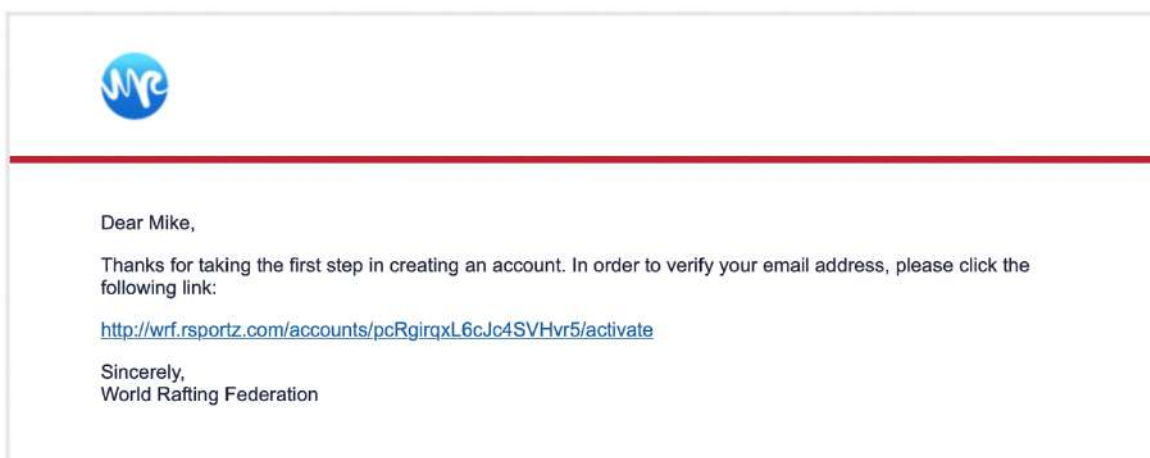 Dear Mike,
Thanks for taking the first step in creating an account. In order to verify your email address, please click the
following link:
http://wrf.rsportz.com/accounts/pcRgirqxL6cJc4SVHvr5/activate
Sincerely,
World Rafting Federation